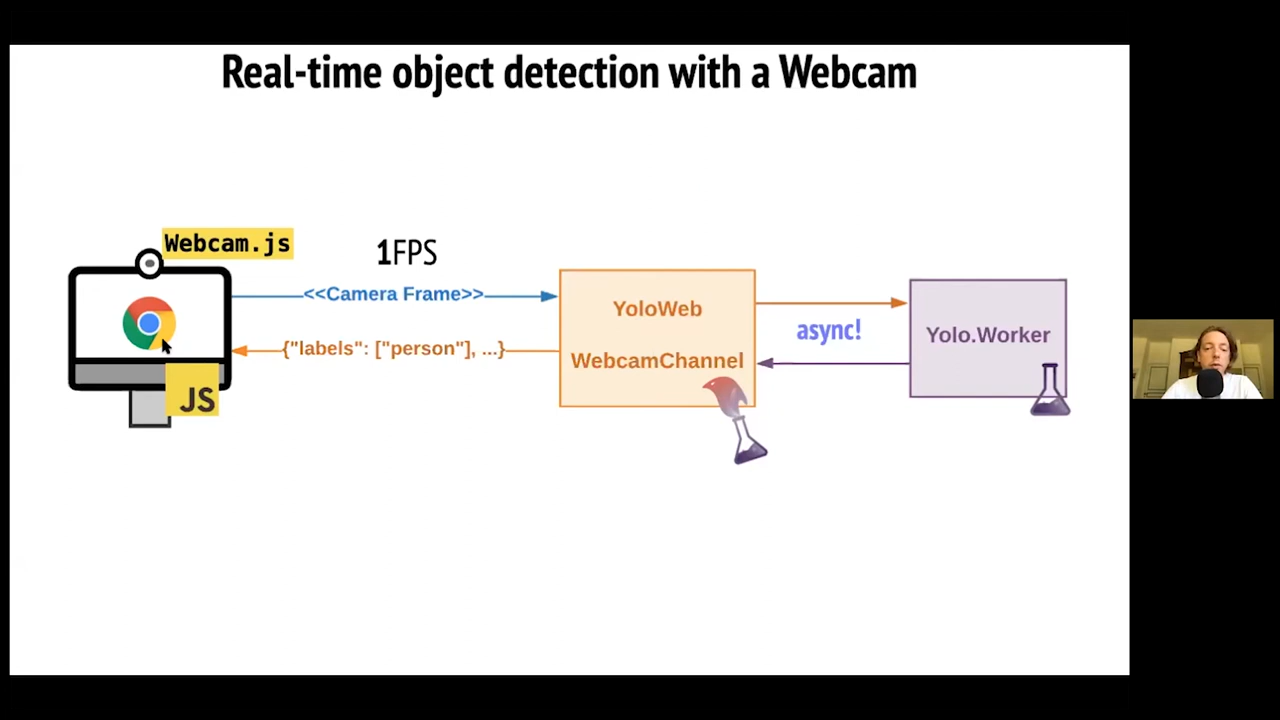 Real-time object detection with a Webcam
Webcam.js
1FPS
<<Camera Frame>>
{"labels": ["person"], ...}
JS
YoloWeb
WebcamChannel
async!
Yolo.Worker